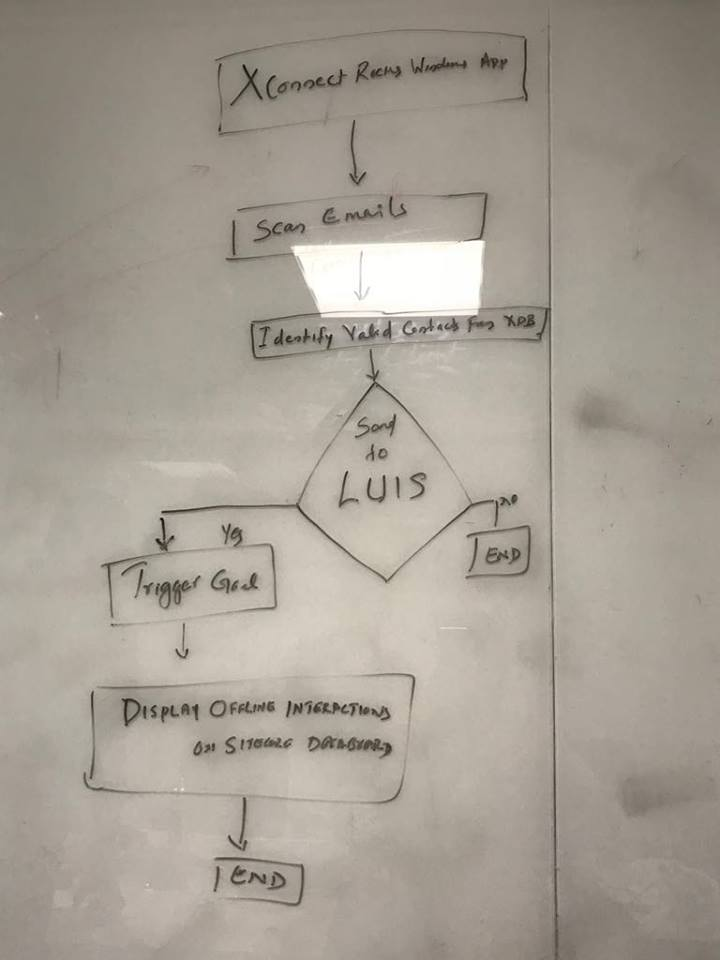 XConnect Rocks Windows App
Scan Emails
Identify Valid Contacts From XDB
Send
to
LUIS
no
Yes
END
Trigger Goal
DISPLAY OFFLINE INTERACTIONS
ON SITECORE DASHBOARD
END